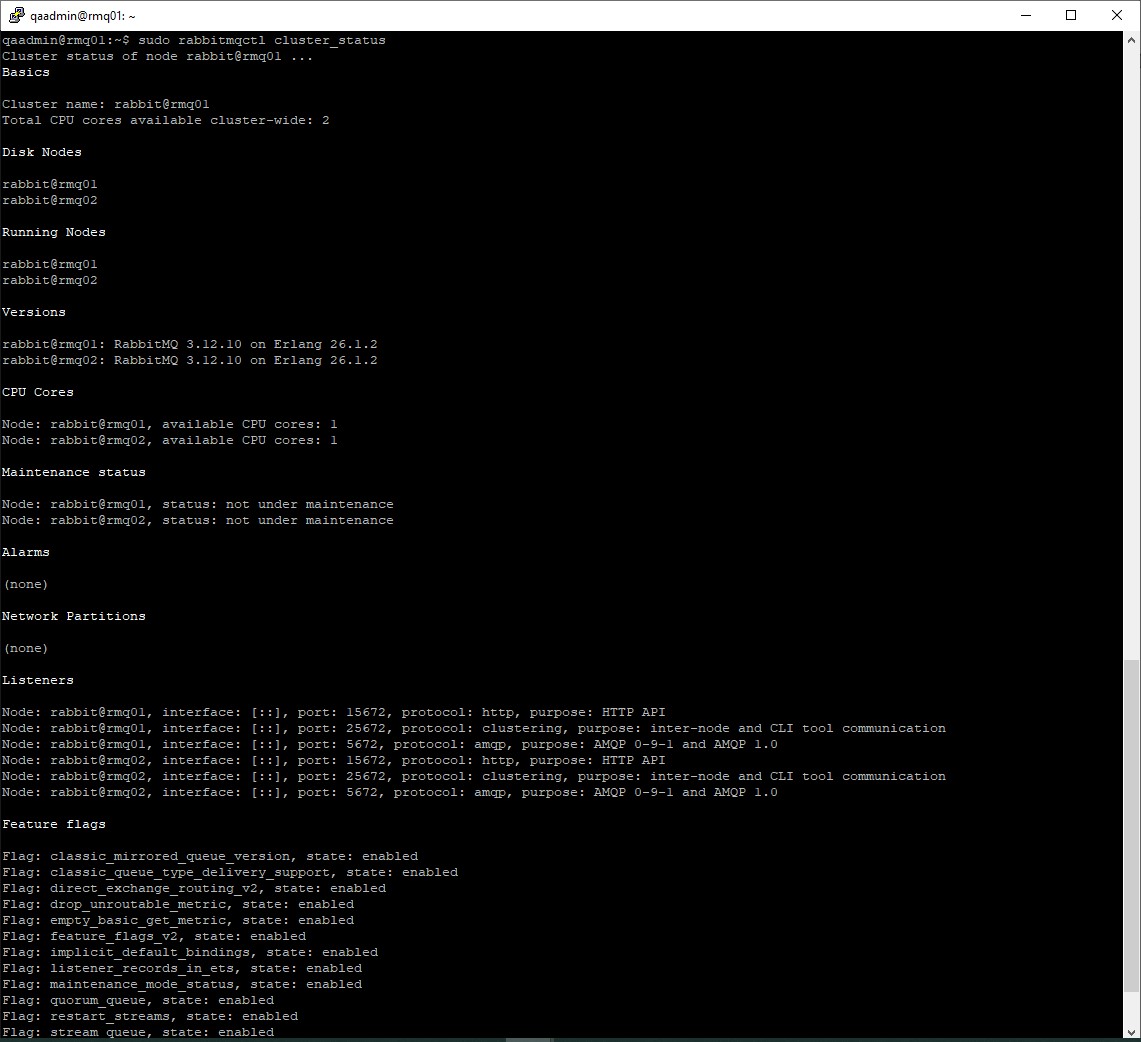 qaadmin@rmq01: ~
qaadmin@rmq01:~$ sudo rabbitmqctl cluster_status
Cluster status of node rabbit@rmq01 ...
Basics
Cluster name: rabbit@rmq01
Total CPU cores available cluster-wide: 2
Disk Nodes
rabbit@rmq01
rabbit@rmq02
Running Nodes
rabbit@rmq01
rabbit@rmq02
Versions
rabbit@rmq01: RabbitMQ 3.12.10 on Erlang 26.1.2
rabbit@rmq02: RabbitMQ 3.12.10 on Erlang 26.1.2
CPU Cores
Node: rabbit@rmq01, available CPU cores: 1
Node: rabbit@rmq02, available CPU cores: 1
Maintenance status
Node: rabbit@rmq01, status: not under maintenance
Node: rabbit@rmq02, status: not under maintenance
Alarms
(none)
Network Partitions
(none)
Listeners
Node: rabbit@rmq01, interface: [::], port: 15672, protocol: http, purpose: HTTP API
Node: rabbit@rmq01, interface: [::], port: 25672, protocol: clustering, purpose: inter-node and CLI tool communication
Node: rabbit@rmq01, interface: [::], port: 5672, protocol: amqp, purpose: AMQP 0-9-1 and AMQP 1.0
Node: rabbit@rmq02, interface: [::], port: 15672, protocol: http, purpose: HTTP API
Node: rabbit@rmq02, interface: [::], port: 25672, protocol: clustering, purpose: inter-node and CLI tool communication
Node: rabbit@rmq02, interface: [::], port: 5672, protocol: amqp, purpose: AMQP 0-9-1 and AMQP 1.0
Feature flags
Flag: classic_mirrored_queue_version, state: enabled
Flag: classic_queue_type_delivery_support, state: enabled
Flag: direct_exchange_routing_v2, state: enabled
Flag: drop_unroutable_metric, state: enabled
Flag: empty_basic_get_metric, state: enabled
Flag: feature_flags_v2, state: enabled
Flag: implicit_default_bindings, state: enabled
Flag: listener_records_in_ets, state: enabled
Flag: maintenance_mode_status, state: enabled
Flag: quorum_queue, state: enabled
Flag: restart_streams, state: enabled
Flag: stream_queue, state: enabled